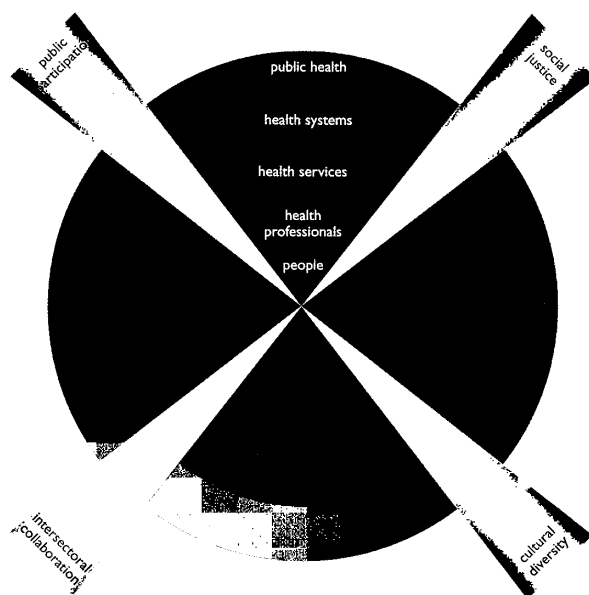 public
participation
social
justice
public health
health systems
health services
health
professionals
people
intersectoral
collaboration
cultural
diversity